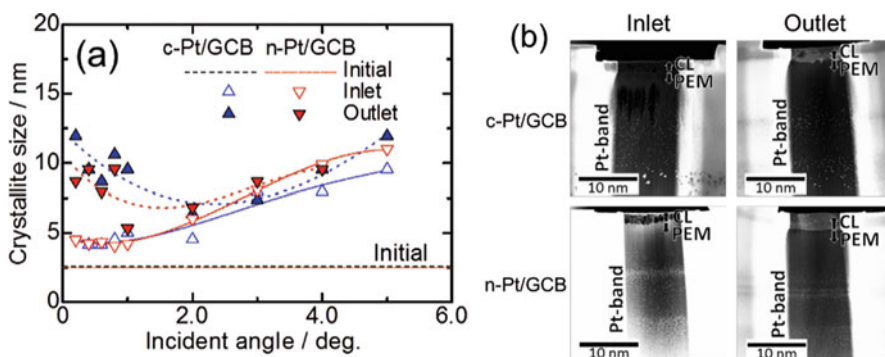 (a)
c-Pt/GCB n-Pt/GCB
Initial
Inlet
Outlet
Initial
Crystallite size / nm
20
15
10
5
0
0 2.0 4.0 6.0
Incident angle / deg.
(b)
Inlet Outlet
c-Pt/GCB
Pt-band
CL
PEM
10 nm
Pt-band
CL
PEM
10 nm
n-Pt/GCB
Pt-band
CL
PEM
10 nm
Pt-band
CL
PEM
10 nm